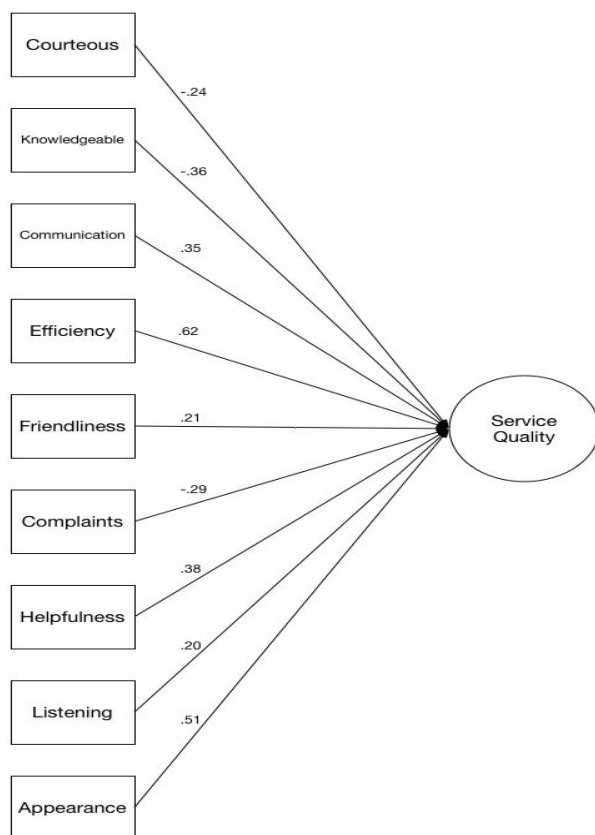 Courteous
-.24
Knowledgeable
-.36
Communication
.35
Efficiency
.62
Friendliness
.21
Service
Quality
Complaints
-.29
Helpfulness
.38
Listening
.20
Appearance
.51